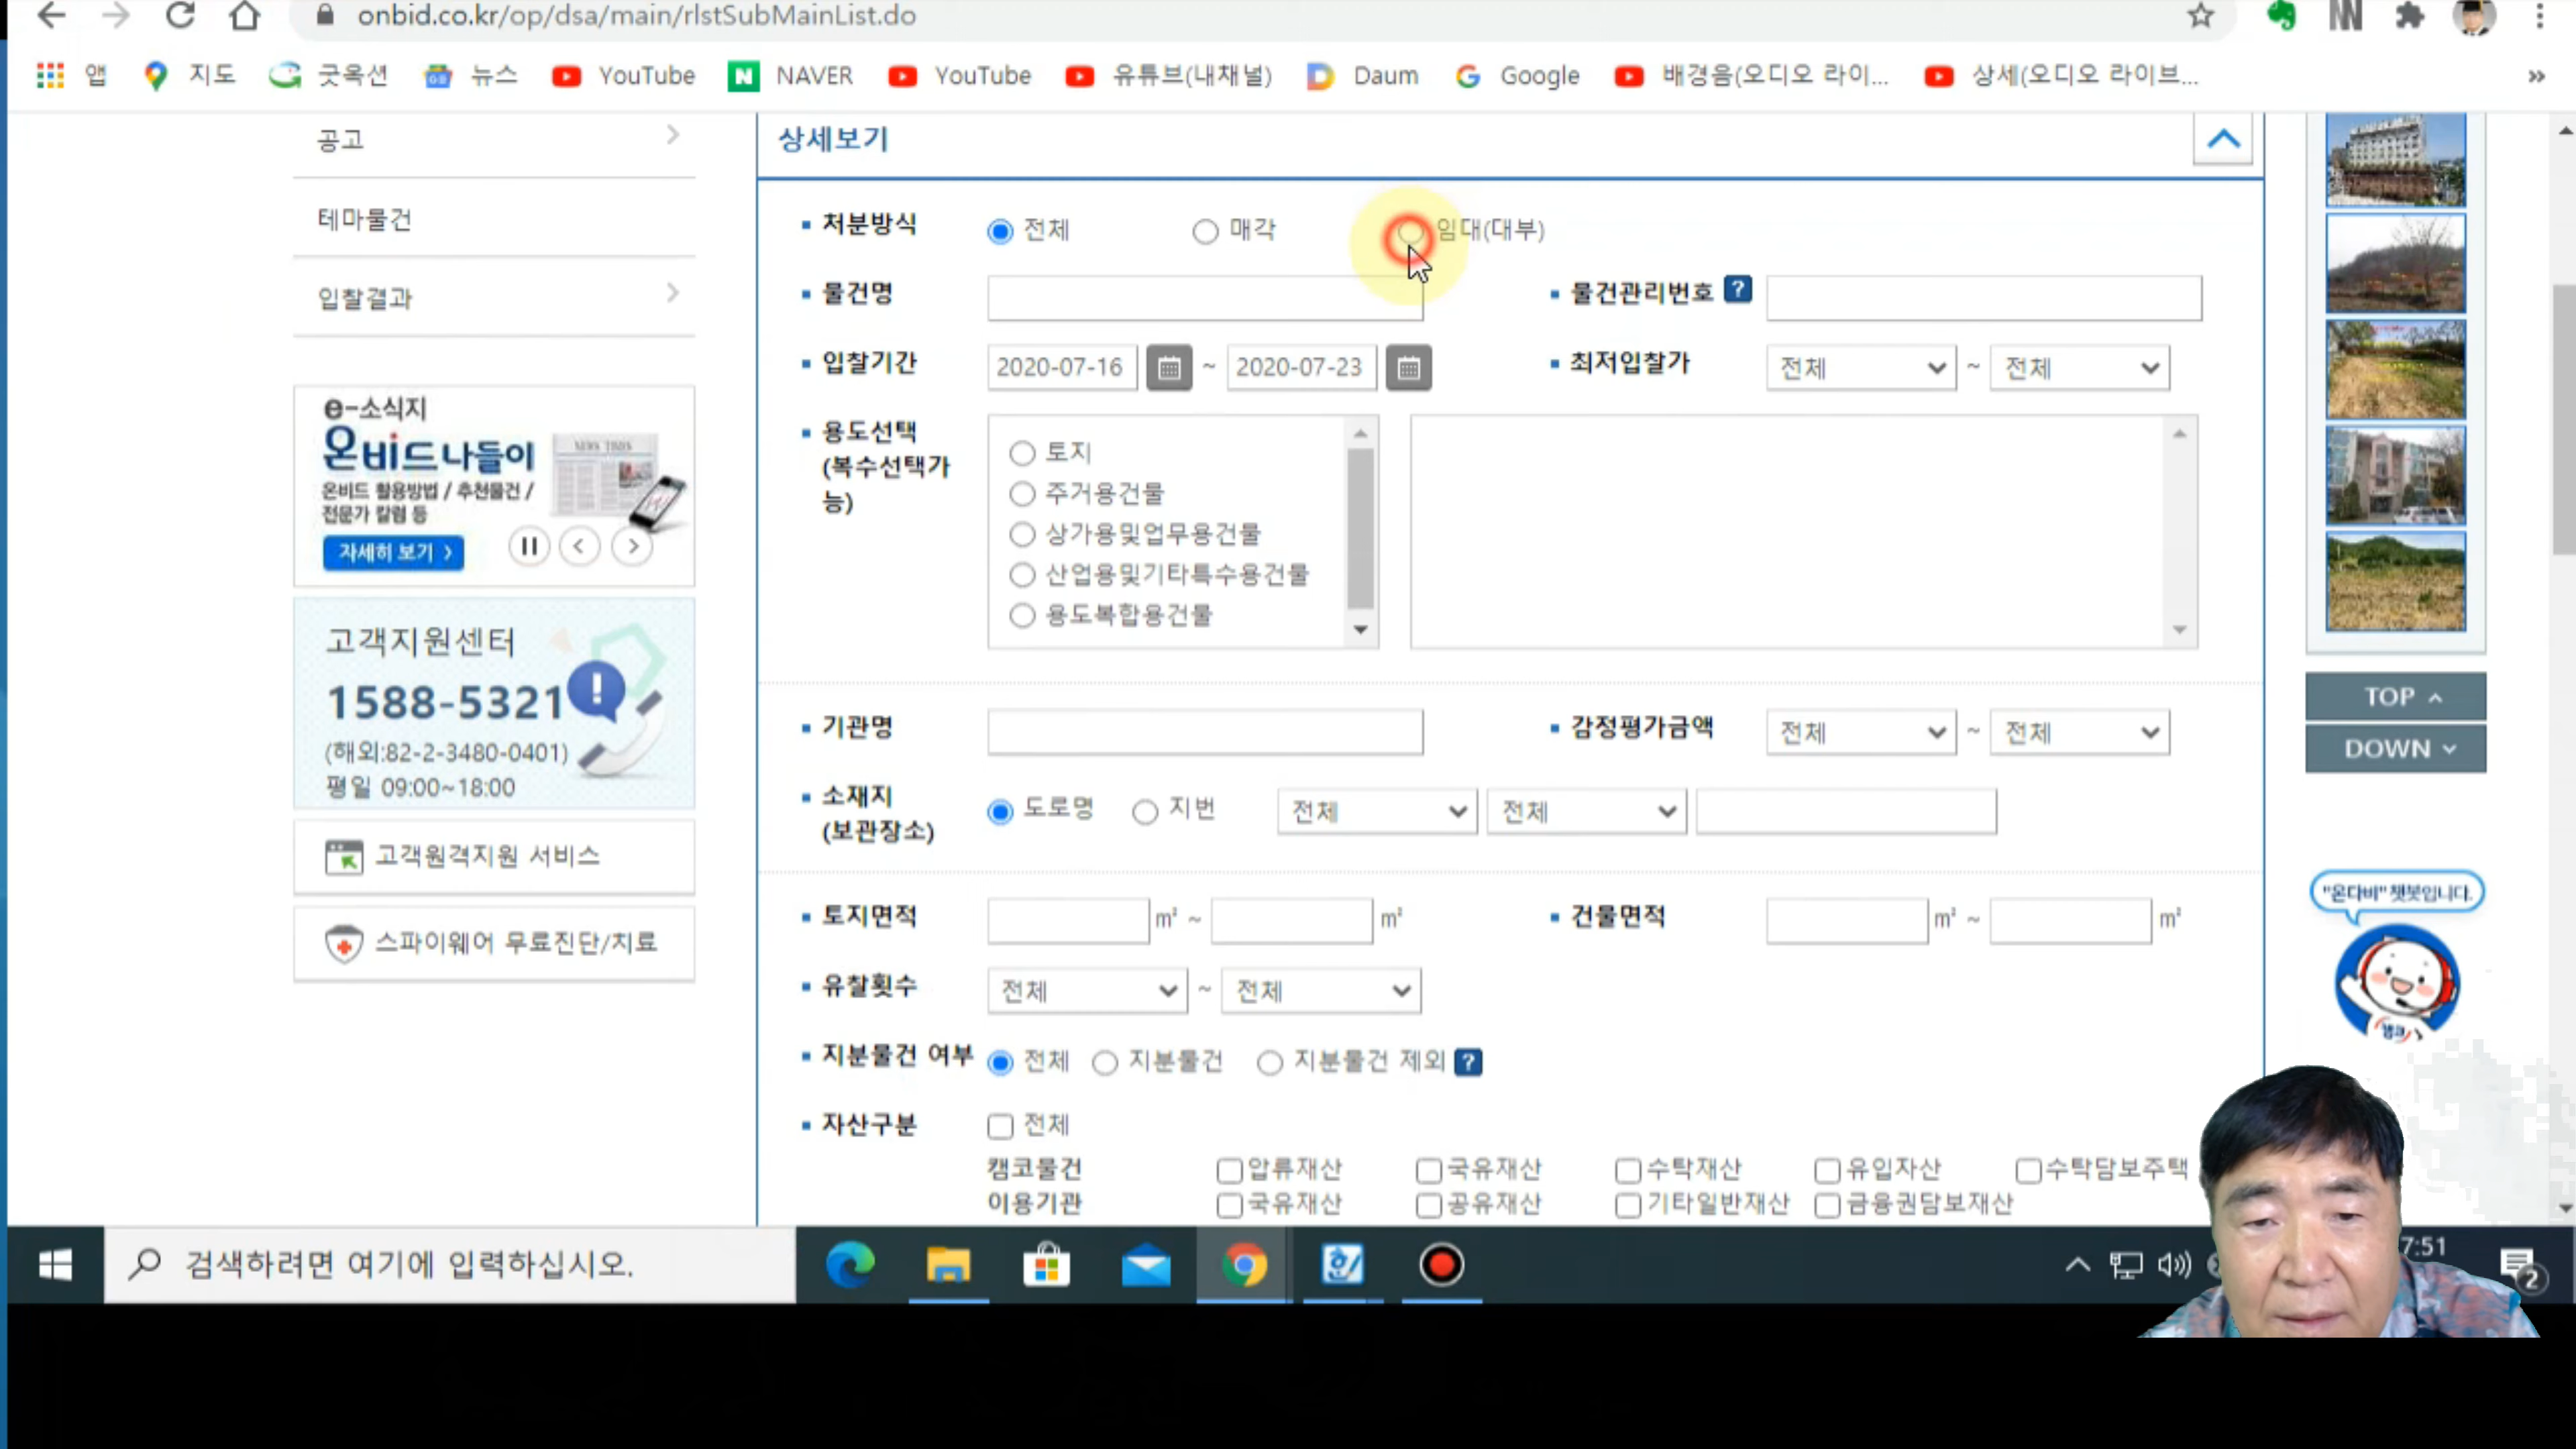 onbid.co.kr/op/dsa/main/rlstSubMainList.do
앱 지도 굿옥션 뉴스 YouTube NAVER YouTube 유튜브(내채널) Daum Google 배경음(오디오 라이... 상세(오디오 라이브... »
공고
테마물건
입찰결과
e-소식지
온비드나들이
온비드 활용방법 / 추천물건 /
전문가 칼럼 등
자세히 보기 >
고객지원센터
1588-5321
(해외:82-2-3480-0401)
평일 09:00~18:00
고객원격지원 서비스
스파이웨어 무료진단/치료
상세보기
처분방식 전체 매각 임대(대부)
물건명 물건관리번호 ?
입찰기간 2020-07-16 ~ 2020-07-23 최저입찰가 전체 ~ 전체
용도선택
(복수선택가
능)
토지
주거용건물
상가용및업무용건물
산업용및기타특수용건물
용도복합용건물
기관명 감정평가금액 전체 ~ 전체
소재지
(보관장소)
도로명 지번 전체 전체
토지면적 m² ~ m² 건물면적 m² ~ m²
유찰횟수 전체 ~ 전체
지분물건 여부 전체 지분물건 지분물건 제외 ?
자산구분 전체
캠코물건 압류재산 국유재산 수탁재산 유입자산 수탁담보주택
이용기관 국유재산 공유재산 기타일반재산 금융권담보재산
TOP
DOWN
"온다비" 챗봇입니다.
캠코
검색하려면 여기에 입력하십시오.
7:51
2